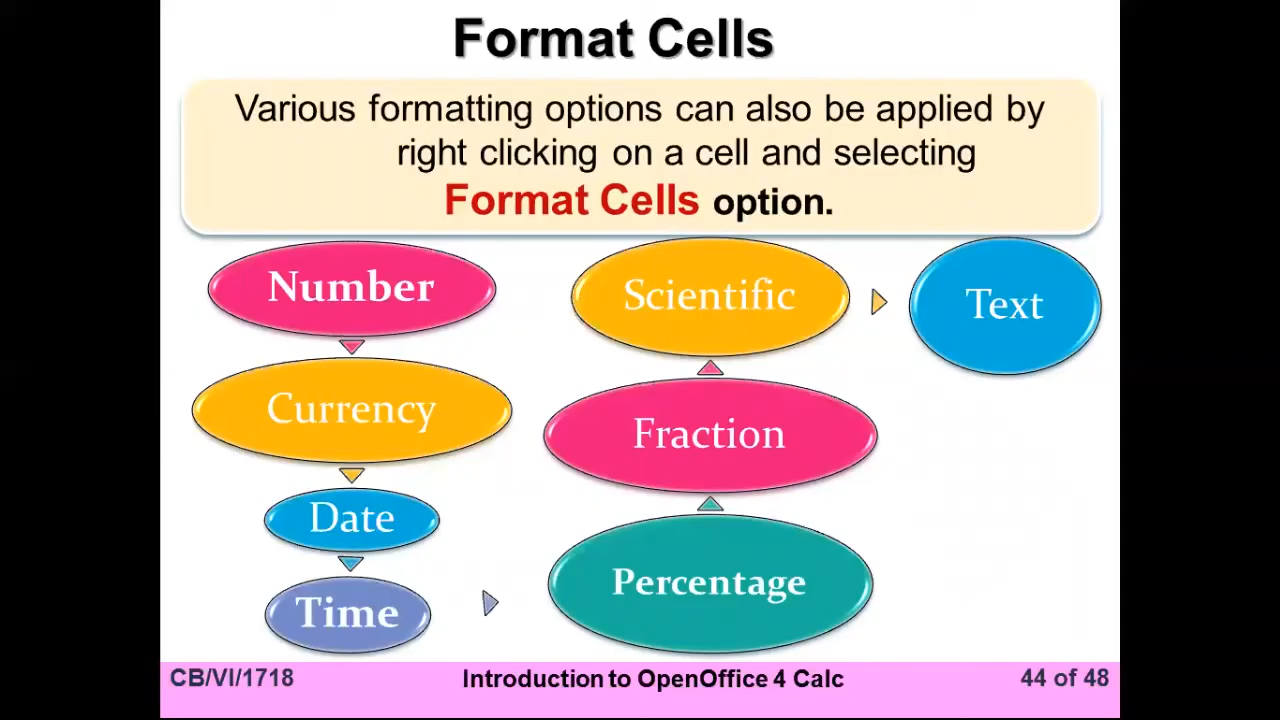 Format Cells
Various formatting options can also be applied by
right clicking on a cell and selecting
Format Cells option.
Number
Currency
Date
Time
Percentage
Fraction
Scientific
Text
CB/VI/1718
Introduction to OpenOffice 4 Calc
44 of 48